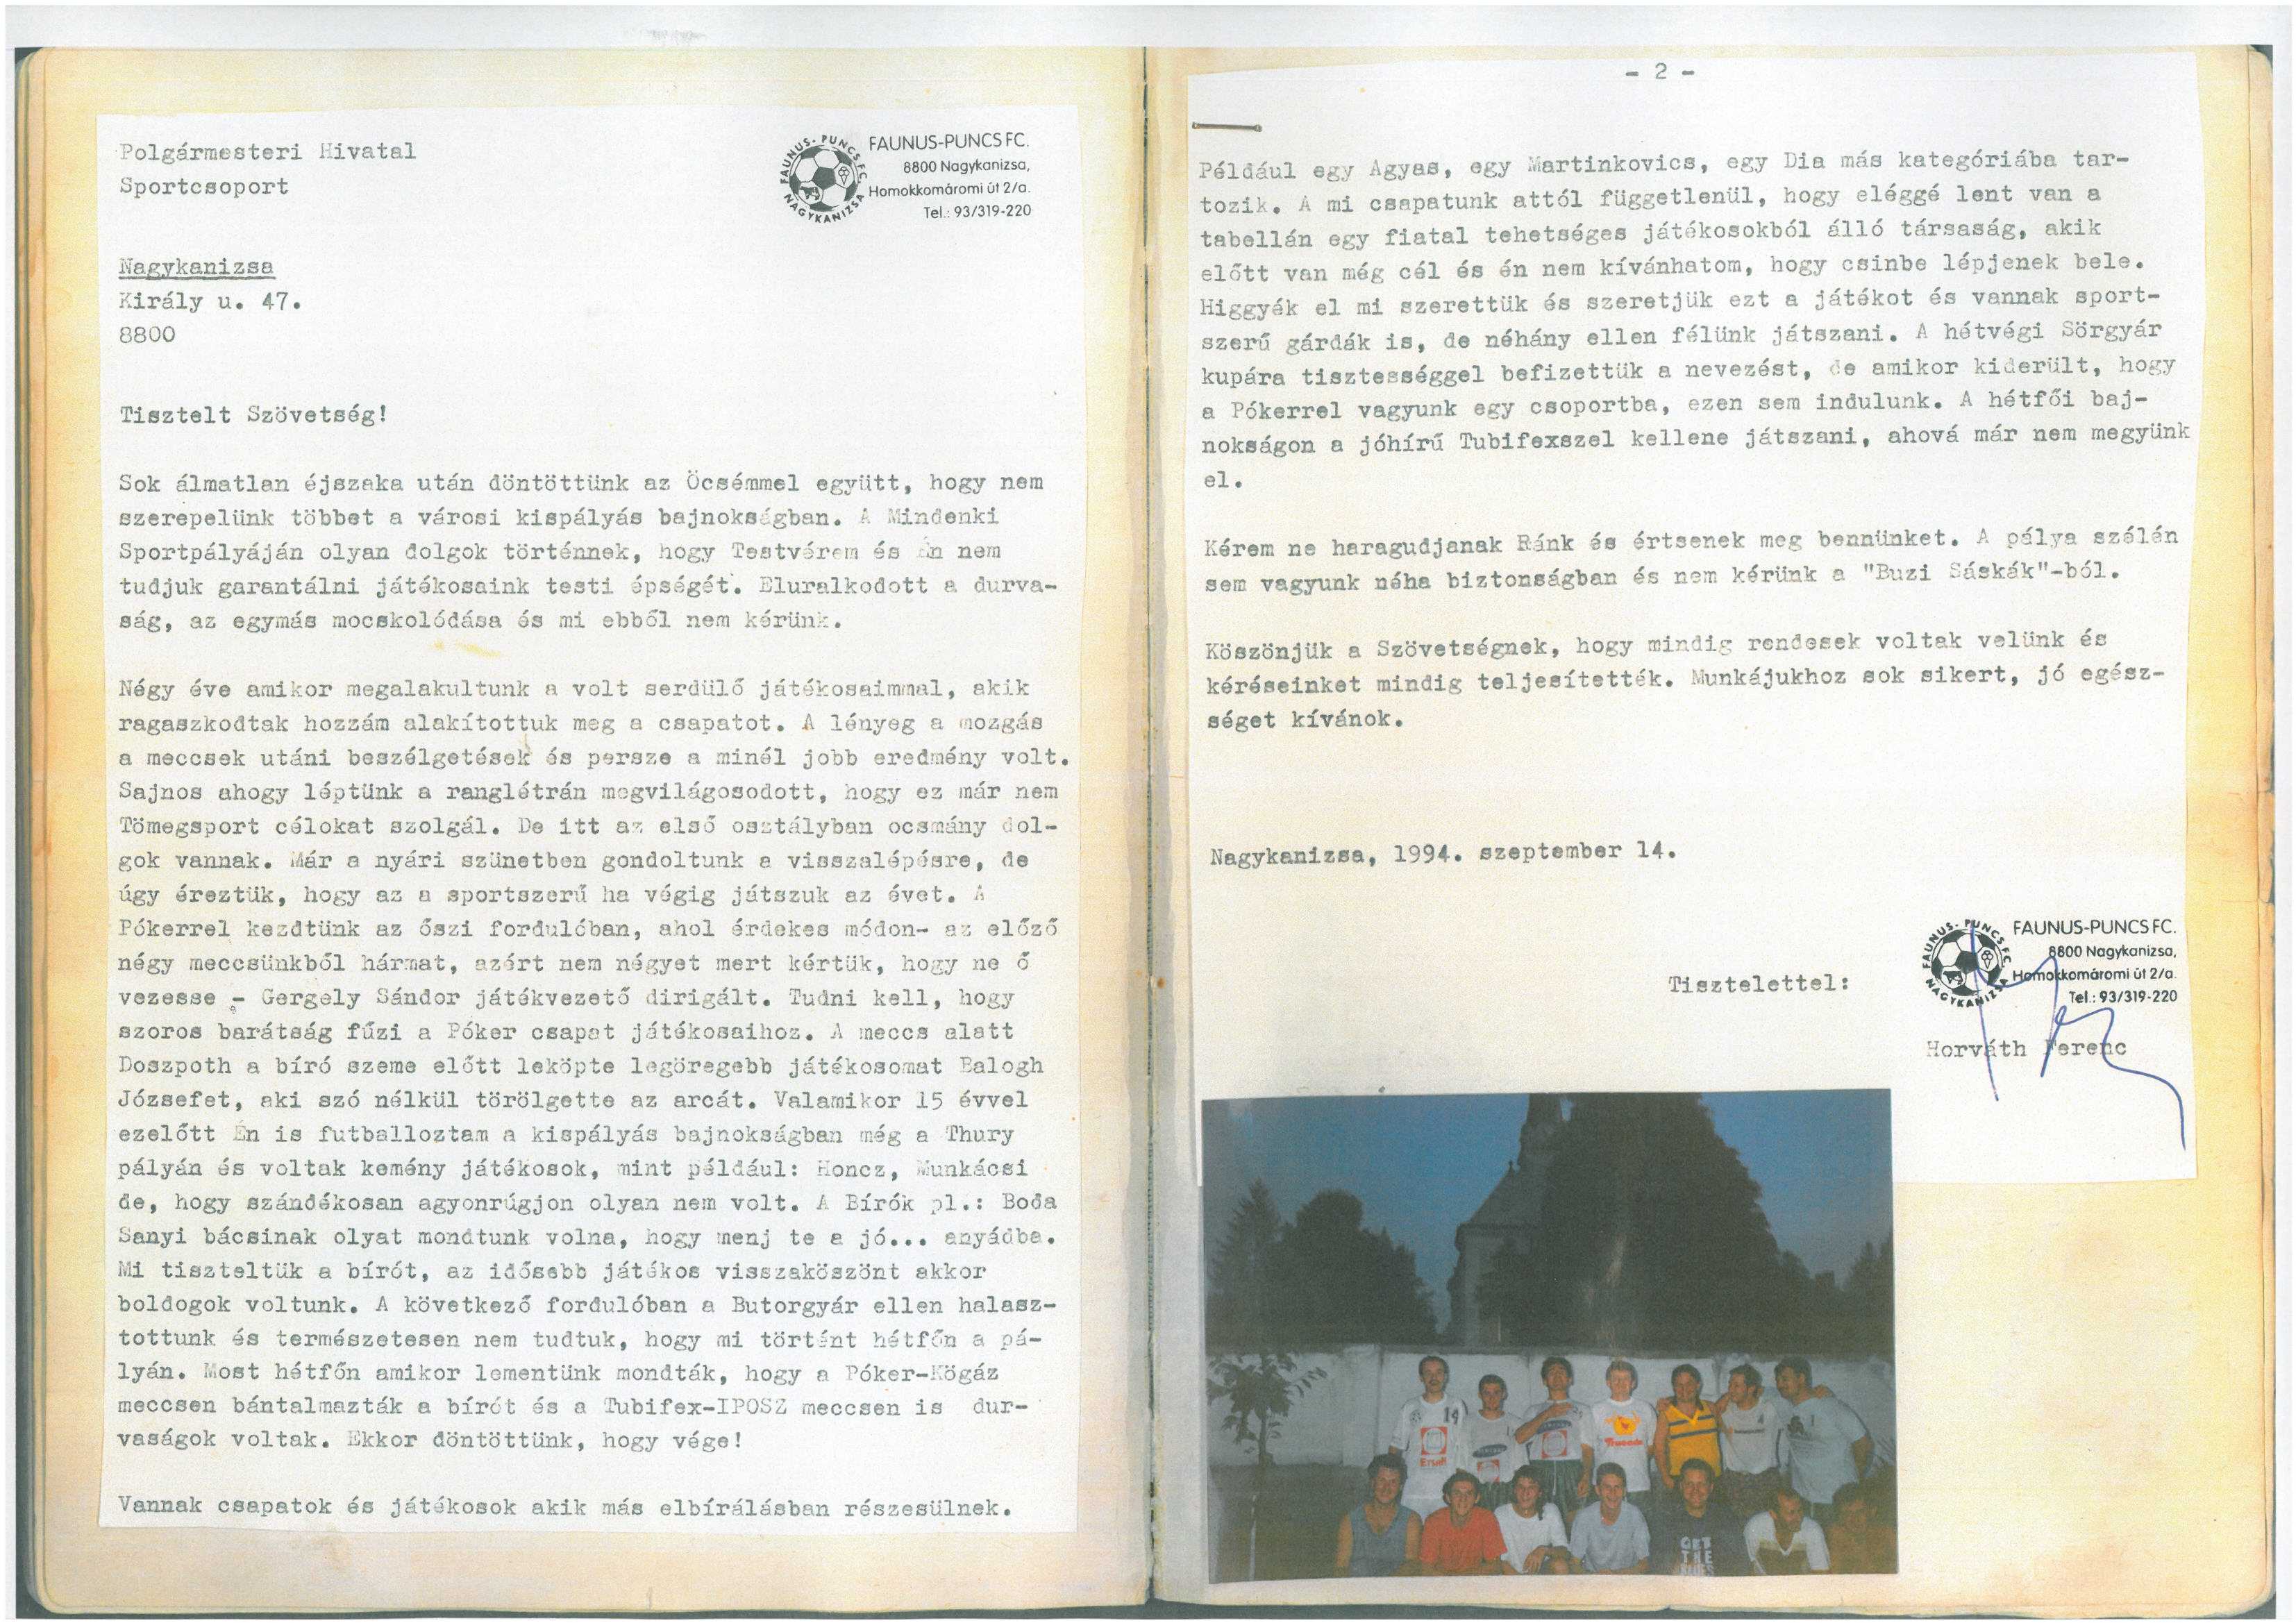 Polgármesteri Hivatal
Sportcsoport
FAUNUS-PUNCS FC. NAGYKANIZSA
FAUNUS-PUNCS FC.
8800 Nagykanizsa,
Homokkomáromi út 2/a.
Tel.: 93/319-220
Nagykanizsa
Király u. 47.
8800
Tisztelt Szövetség!
Sok álmatlan éjszaka után döntöttünk az Öcsémmel együtt, hogy nem
szerepelünk többet a városi kispályás bajnokságban. A Mindenki
Sportpályáján olyan dolgok történnek, hogy Testvérem és Én nem
tudjuk garantálni játékosaink testi épségét. Eluralkodott a durva-
ság, az egymás mocskolódása és mi ebből nem kérünk.
Négy éve amikor megalakultunk a volt serdülő játékosaimmal, akik
ragaszkodtak hozzám alakítottuk meg a csapatot. A lényeg a mozgás
a meccsek utáni beszélgetések és persze a minél jobb eredmény volt.
Sajnos ahogy léptünk a ranglétrán megvilágosodott, hogy ez már nem
Tömegsport célokat szolgál. De itt az első osztályban ocsmány dol-
gok vannak. Már a nyári szünetben gondoltunk a visszalépésre, de
úgy éreztük, hogy az a sportszerű ha végig játszuk az évet. A
Pókerrel kezdtünk az őszi fordulóban, ahol érdekes módon- az előző
négy meccsünkből hármat, azért nem négyet mert kértük, hogy ne ő
vezesse - Gergely Sándor játékvezető dirigált. Tudni kell, hogy
szoros barátság fűzi a Póker csapat játékosaihoz. A meccs alatt
Doszpoth a bíró szeme előtt leköpte legöregebb játékosomat Balogh
Józsefet, aki szó nélkül törölgette az arcát. Valamikor 15 évvel
ezelőtt Én is futballoztam a kispályás bajnokságban még a Thury
pályán és voltak kemény játékosok, mint például: Honcz, Munkácsi
de, hogy szándékosan agyonrúgjon olyan nem volt. A Bírók pl.: Boda
Sanyi bácsinak olyat mondtunk volna, hogy menj te a jó... anyádba.
Mi tiszteltük a bírót, az idősebb játékos visszaköszönt akkor
boldogok voltunk. A következő fordulóban a Butorgyár ellen halasz-
tottunk és természetesen nem tudtuk, hogy mi történt hétfőn a pá-
lyán. Most hétfőn amikor lementünk mondták, hogy a Póker-Kögáz
meccsen bántalmazták a bírót és a Tubifex-IPOSZ meccsen is dur-
vaságok voltak. Ekkor döntöttünk, hogy vége!
Vannak csapatok és játékosok akik más elbírálásban részesülnek.
- 2 -
Például egy Agyas, egy Martinkovics, egy Dia más kategóriába tar-
tozik. A mi csapatunk attól függetlenül, hogy eléggé lent van a
tabellán egy fiatal tehetséges játékosokból álló társaság, akik
előtt van még cél és én nem kívánhatom, hogy csinbe lépjenek bele.
Higgyék el mi szerettük és szeretjük ezt a játékot és vannak sport-
szerű gárdák is, de néhány ellen félünk játszani. A hétvégi Sörgyár
kupára tisztességgel befizettük a nevezést, de amikor kiderült, hogy
a Pókerrel vagyunk egy csoportba, ezen sem indulunk. A hétfői baj-
nokságon a jóhírű Tubifexszel kellene játszani, ahová már nem megyünk
el.
Kérem ne haragudjanak Ránk és értsenek meg bennünket. A pálya szélén
sem vagyunk néha biztonságban és nem kérünk a "Buzi Sáskák"-ból.
Köszönjük a Szövetségnek, hogy mindig rendesek voltak velünk és
kéréseinket mindig teljesítették. Munkájukhoz sok sikert, jó egész-
séget kívánok.
Nagykanizsa, 1994. szeptember 14.
FAUNUS-PUNCS FC. NAGYKANIZSA
FAUNUS-PUNCS FC.
8800 Nagykanizsa,
Homokkomáromi út 2/a.
Tel.: 93/319-220
Tisztelettel:
Horváth Ferenc
14
GET
THE